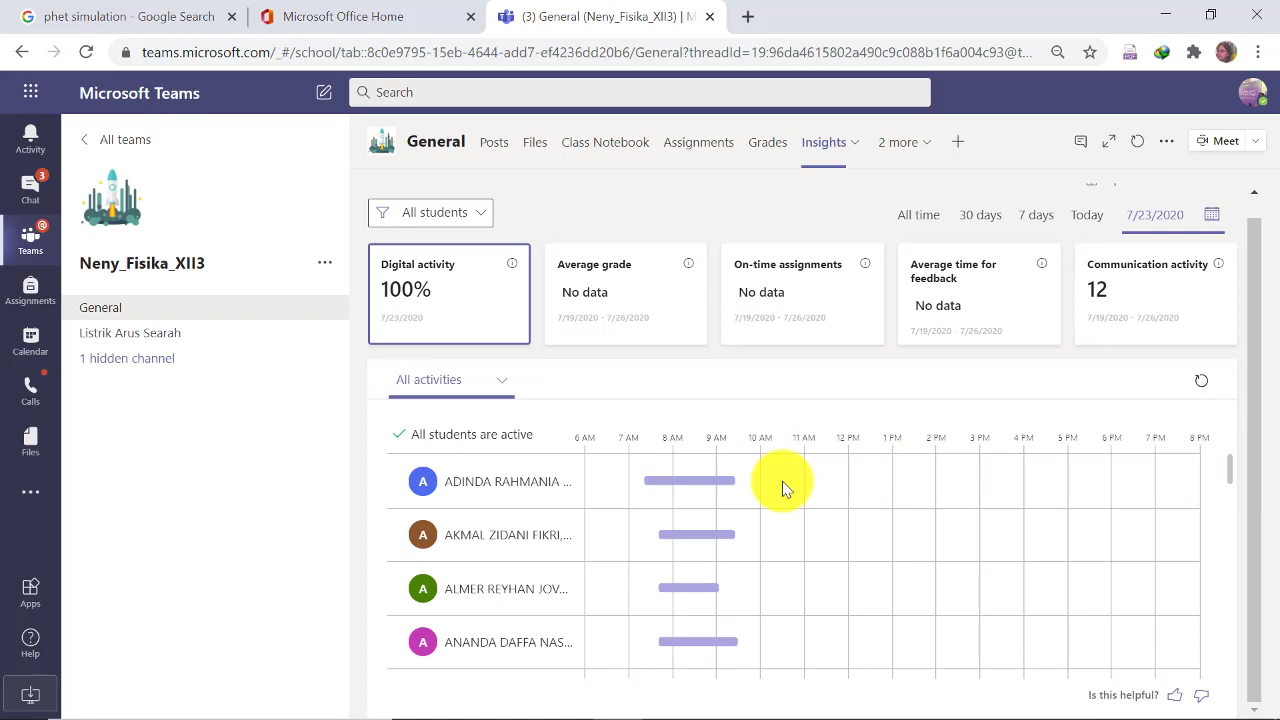 phet simulation - Google Search
Microsoft Office Home
(3) General (Neny_Fisika_XII3) | M
teams.microsoft.com/_#/school/tab::8c0e9795-15eb-4844-add7-ef4236dd20b6/General?threadId=19:96da4615802a490c9c088b1f6a004c93@t...
Microsoft Teams
Search
Activity
Chat
3
Teams
Assignments
Calendar
Calls
Files
Apps
Help
All teams
Neny_Fisika_XII3
General
Listrik Arus Searah
1 hidden channel
General Posts Files Class Notebook Assignments Grades Insights 2 more
Meet
All students
All time 30 days 7 days Today 7/23/2020
Digital activity
100%
7/23/2020
Average grade
No data
7/19/2020 - 7/26/2020
On-time assignments
No data
7/19/2020 - 7/26/2020
Average time for
feedback
No data
7/19/2020 - 7/26/2020
Communication activity
12
7/19/2020 - 7/26/2020
All activities
All students are active
6 AM 7 AM 8 AM 9 AM 10 AM 11 AM 12 PM 1 PM 2 PM 3 PM 4 PM 5 PM 6 PM 7 PM 8 PM
A ADINDA RAHMANIA ...
A AKMAL ZIDANI FIKRI,...
A ALMER REYHAN JOV...
A ANANDA DAFFA NAS...
Is this helpful?